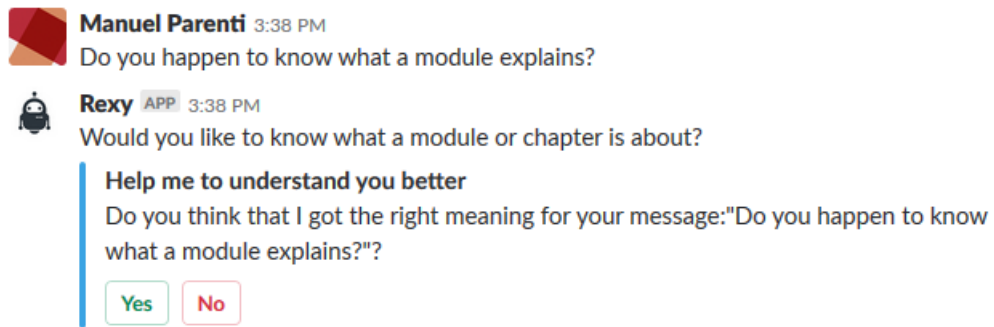 Manuel Parenti 3:38 PM
Do you happen to know what a module explains?
Rexy APP 3:38 PM
Would you like to know what a module or chapter is about?
Help me to understand you better
Do you think that I got the right meaning for your message:"Do you happen to know
what a module explains?"?
Yes No